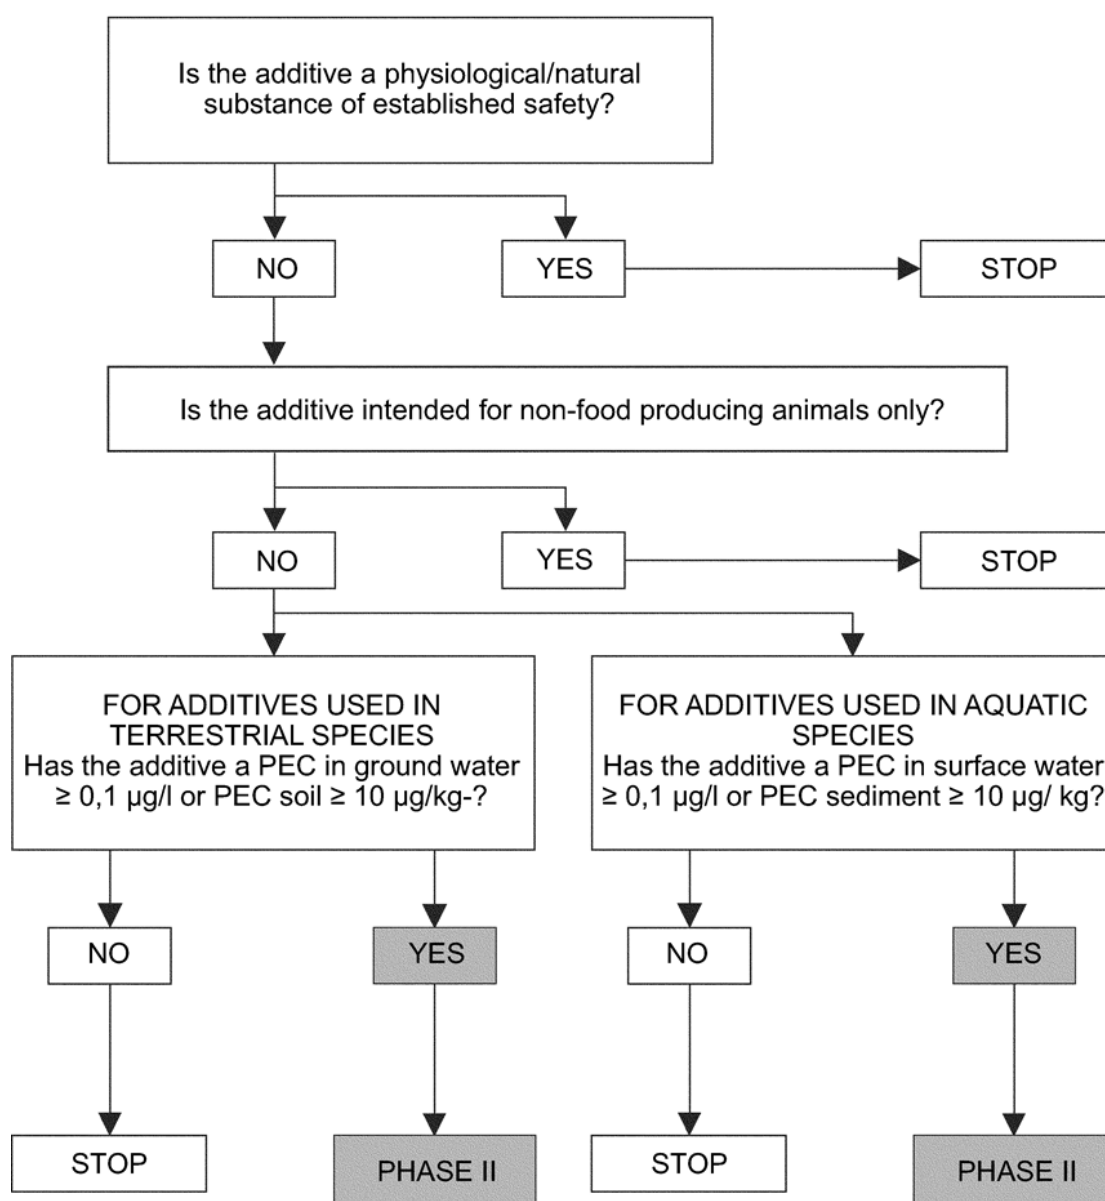 Is the additive a physiological/natural
substance of established safety?
NO
YES
STOP
Is the additive intended for non-food producing animals only?
NO
YES
STOP
FOR ADDITIVES USED IN
TERRESTRIAL SPECIES
Has the additive a PEC in ground water
≥ 0,1 µg/l or PEC soil ≥ 10 µg/kg-?
FOR ADDITIVES USED IN AQUATIC
SPECIES
Has the additive a PEC in surface water
≥ 0,1 µg/l or PEC sediment ≥ 10 µg/ kg?
NO
YES
NO
YES
STOP
PHASE II
STOP
PHASE II